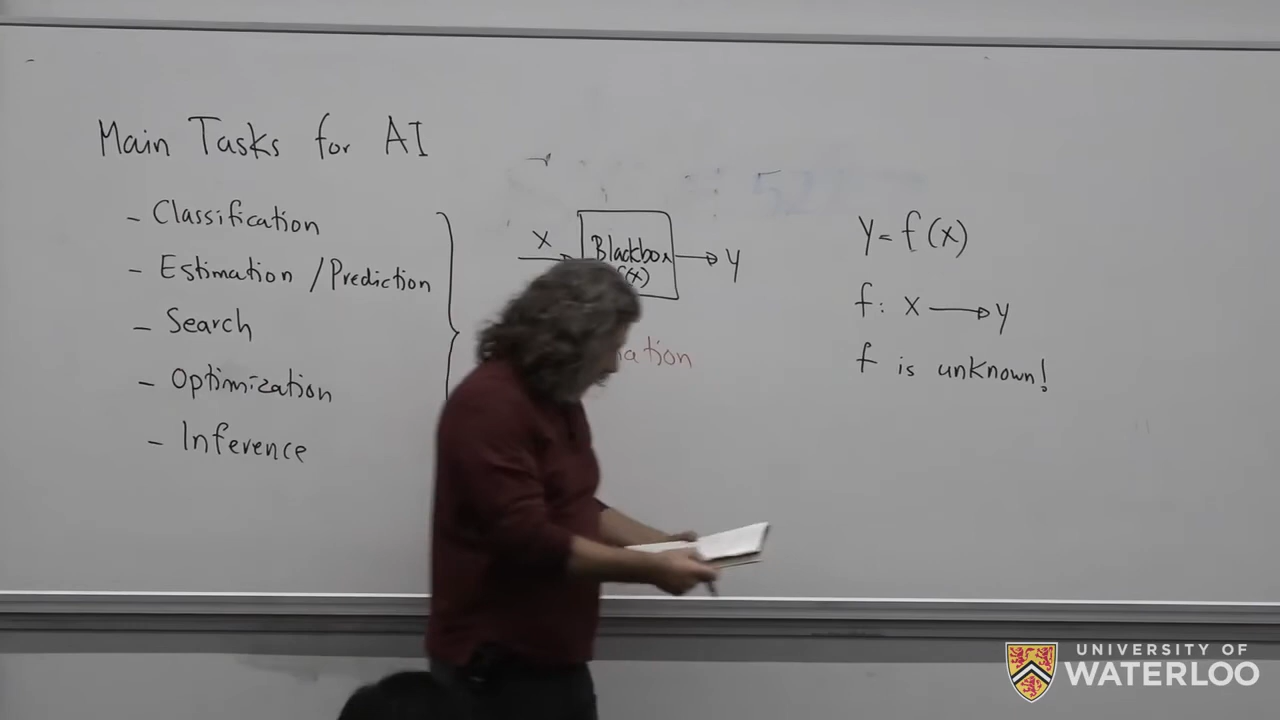 Main Tasks for AI
- Classification
- Estimation / Prediction
- Search
- Optimization
- Inference
x
Blackbox
f(x)
y
y = f(x)
f: x → y
f is unknown!
UNIVERSITY OF
WATERLOO